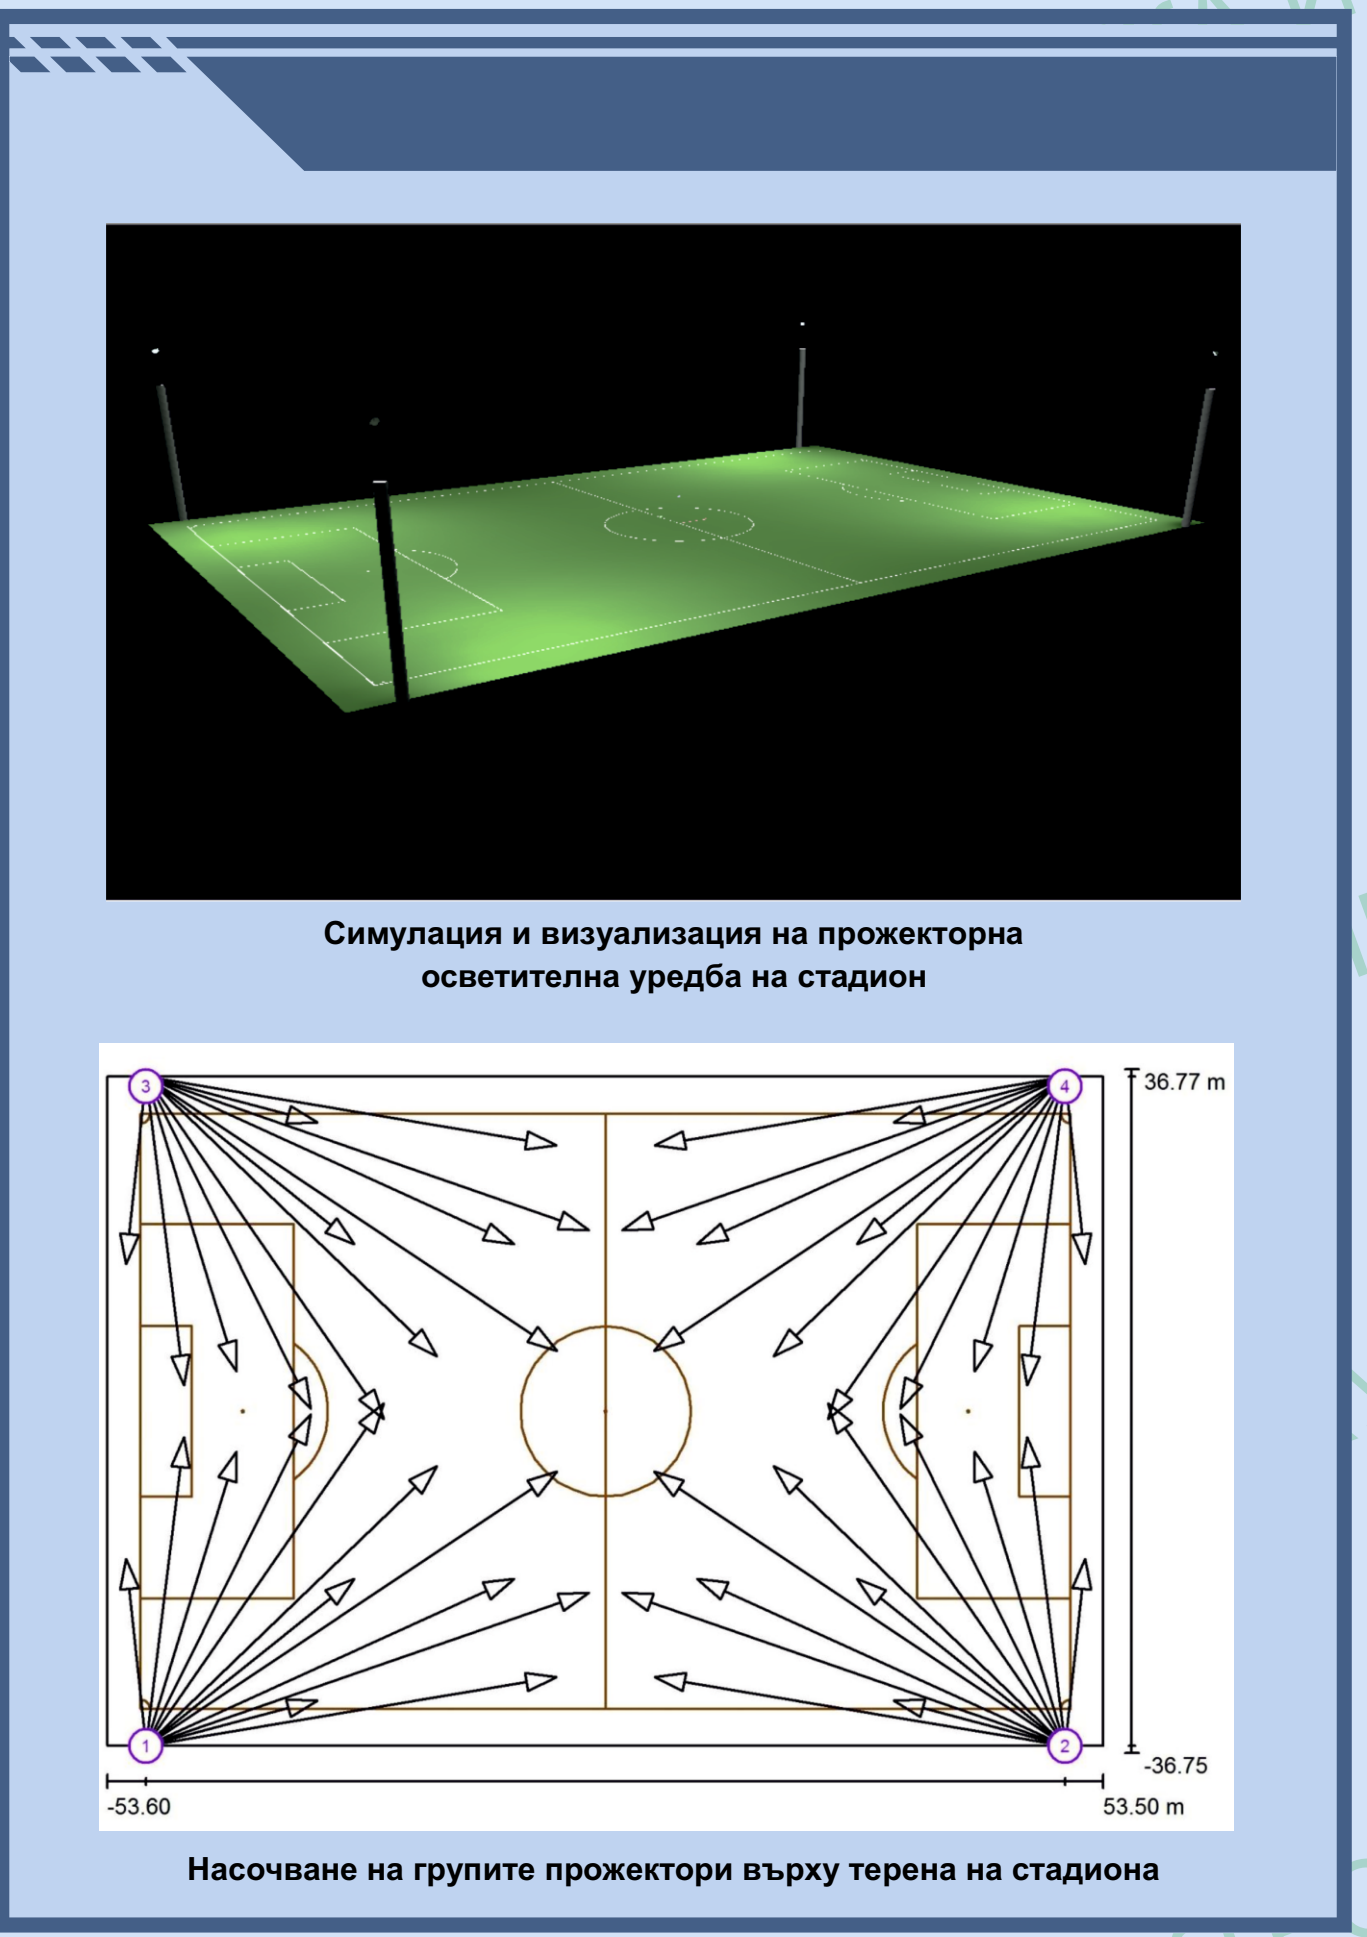 Симулация и визуализация на прожекторна
осветителна уредба на стадион
3
4
36.77 m
1
2
-36.75
-53.60
53.50 m
Насочване на групите прожектори върху терена на стадиона